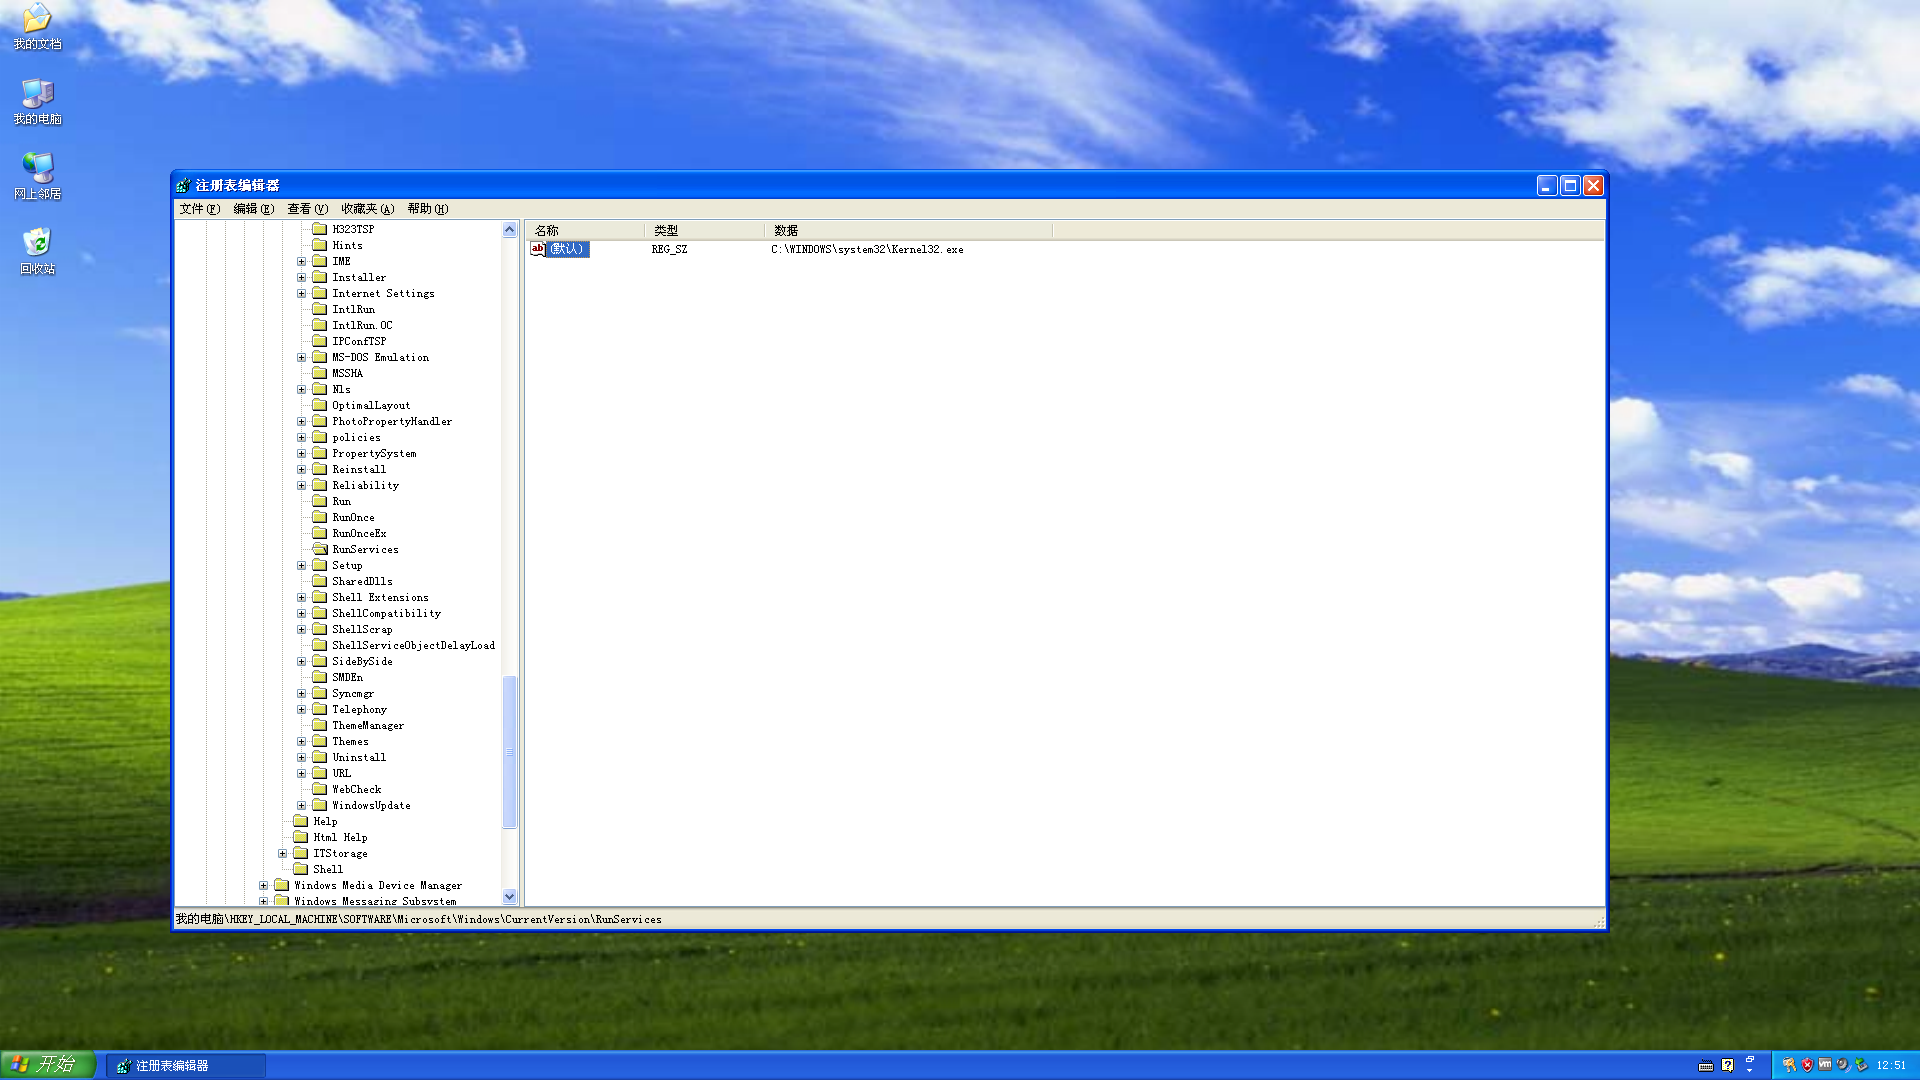 我的文档
我的电脑
网上邻居
回收站
注册表编辑器
文件(F) 编辑(E) 查看(V) 收藏夹(A) 帮助(H)
H323TSP
Hints
IME
Installer
Internet Settings
IntlRun
IntlRun.OC
IPConfTSP
MS-DOS Emulation
MSSHA
Nls
OptimalLayout
PhotoPropertyHandler
policies
PropertySystem
Reinstall
Reliability
Run
RunOnce
RunOnceEx
RunServices
Setup
SharedDlls
Shell Extensions
ShellCompatibility
ShellScrap
ShellServiceObjectDelayLoad
SideBySide
SMDEn
Syncmgr
Telephony
ThemeManager
Themes
Uninstall
URL
WebCheck
WindowsUpdate
Help
Html Help
ITStorage
Shell
Windows Media Device Manager
Windows Messaging Subsystem
名称 类型 数据
ab (默认) REG_SZ C:\WINDOWS\system32\Kernel32.exe
我的电脑\HKEY_LOCAL_MACHINE\SOFTWARE\Microsoft\Windows\CurrentVersion\RunServices
开始 注册表编辑器 12:51